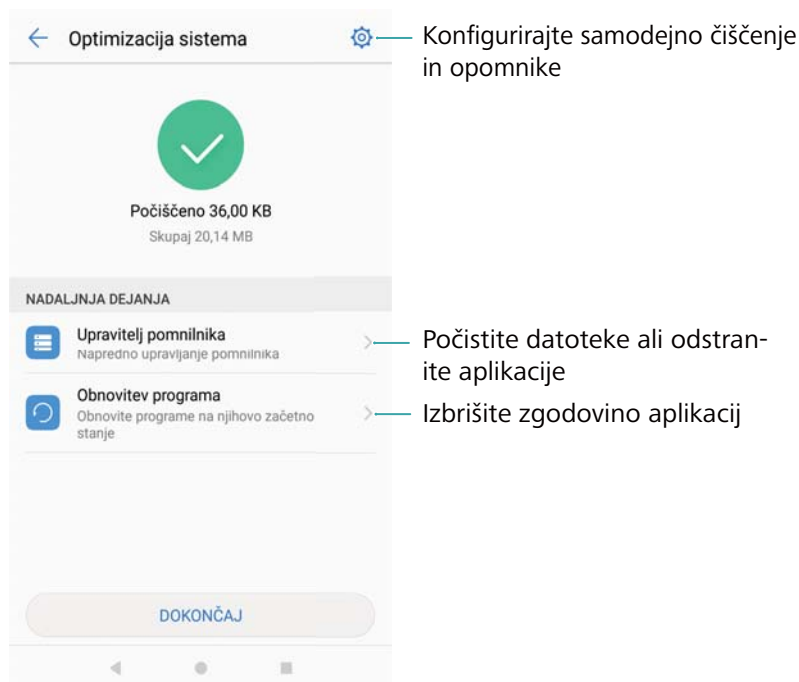 Optimizacija sistema
Konfigurirajte samodejno čiščenje
in opomnike
Počiščeno 36,00 KB
Skupaj 20,14 MB
NADALJNJA DEJANJA
Upravitelj pomnilnika
Napredno upravljanje pomnilnika
Počistite datoteke ali odstran-
ite aplikacije
Obnovitev programa
Obnovite programe na njihovo začetno
stanje
Izbrišite zgodovino aplikacij
DOKONČAJ